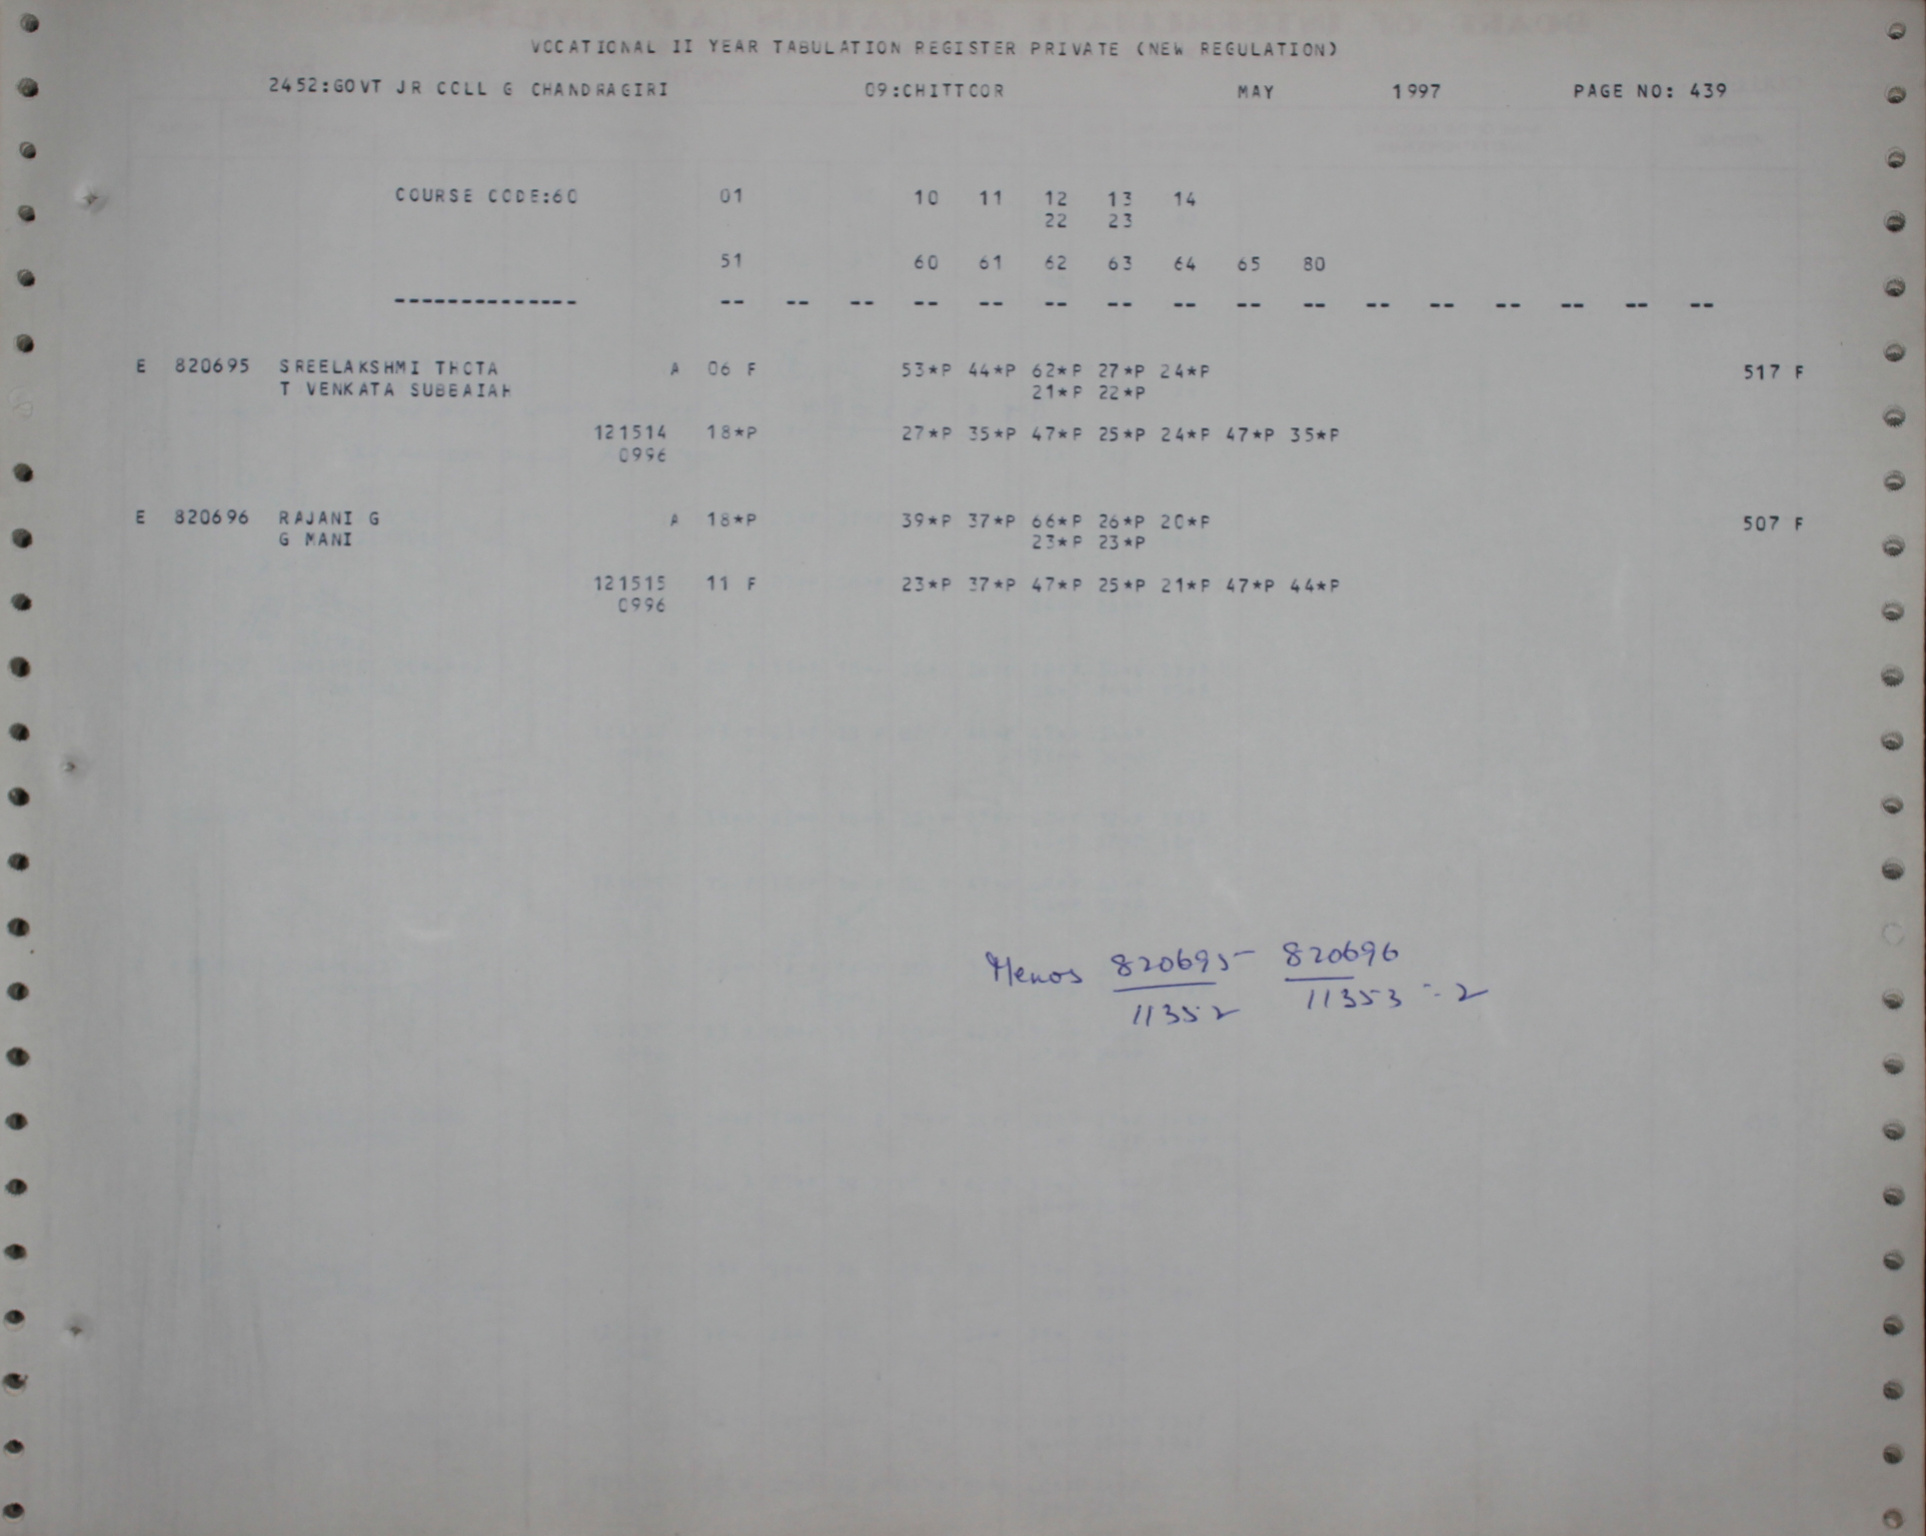 VOCATIONAL II YEAR TABULATION REGISTER PRIVATE (NEW REGULATION)
2452:GOVT JR COLL G CHANDRAGIRI 09:CHITTOOR MAY 1997 PAGE NO: 439
COURSE CODE:60 01 10 11 12 13 14
22 23
51 60 61 62 63 64 65 80
-------------- -- -- -- -- -- -- -- -- -- -- -- -- -- -- -- --
E 820695 SREELAKSHMI THOTA A 06 F 53*P 44*P 62*P 27*P 24*P 517 F
T VENKATA SUBBAIAH 21*P 22*P
121514 18*P 27*P 35*P 47*P 25*P 24*P 47*P 35*P
0996
E 820696 RAJANI G A 18*P 39*P 37*P 66*P 26*P 20*P 507 F
G MANI 23*P 23*P
121515 11 F 23*P 37*P 47*P 25*P 21*P 47*P 44*P
0996
820695 - 820696
11352 11353 = 2